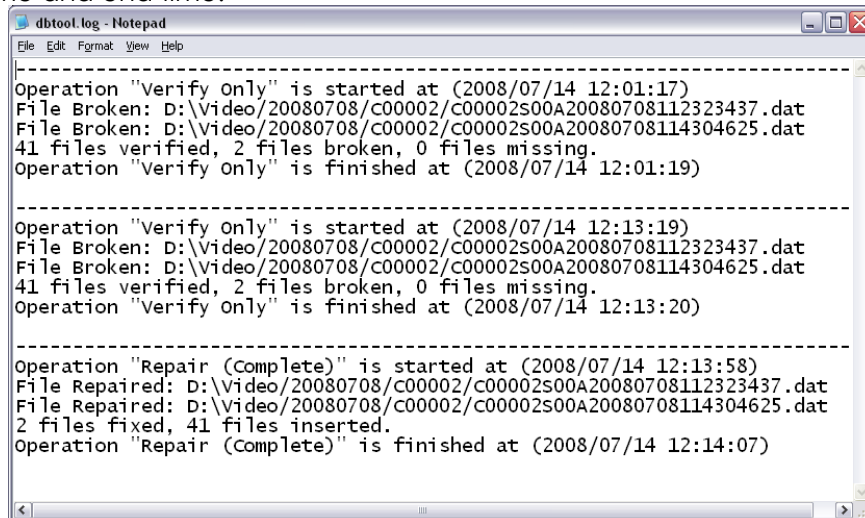 dbtool.log - Notepad
File Edit Format View Help
--------------------------------------------------------------------------------
Operation "Verify Only" is started at (2008/07/14 12:01:17)
File Broken: D:\Video/20080708/C00002/C00002S00A20080708112323437.dat
File Broken: D:\Video/20080708/C00002/C00002S00A20080708114304625.dat
41 files verified, 2 files broken, 0 files missing.
Operation "Verify Only" is finished at (2008/07/14 12:01:19)
--------------------------------------------------------------------------------
Operation "Verify Only" is started at (2008/07/14 12:13:19)
File Broken: D:\Video/20080708/C00002/C00002S00A20080708112323437.dat
File Broken: D:\Video/20080708/C00002/C00002S00A20080708114304625.dat
41 files verified, 2 files broken, 0 files missing.
Operation "Verify Only" is finished at (2008/07/14 12:13:20)
--------------------------------------------------------------------------------
Operation "Repair (Complete)" is started at (2008/07/14 12:13:58)
File Repaired: D:\Video/20080708/C00002/C00002S00A20080708112323437.dat
File Repaired: D:\Video/20080708/C00002/C00002S00A20080708114304625.dat
2 files fixed, 41 files inserted.
Operation "Repair (Complete)" is finished at (2008/07/14 12:14:07)